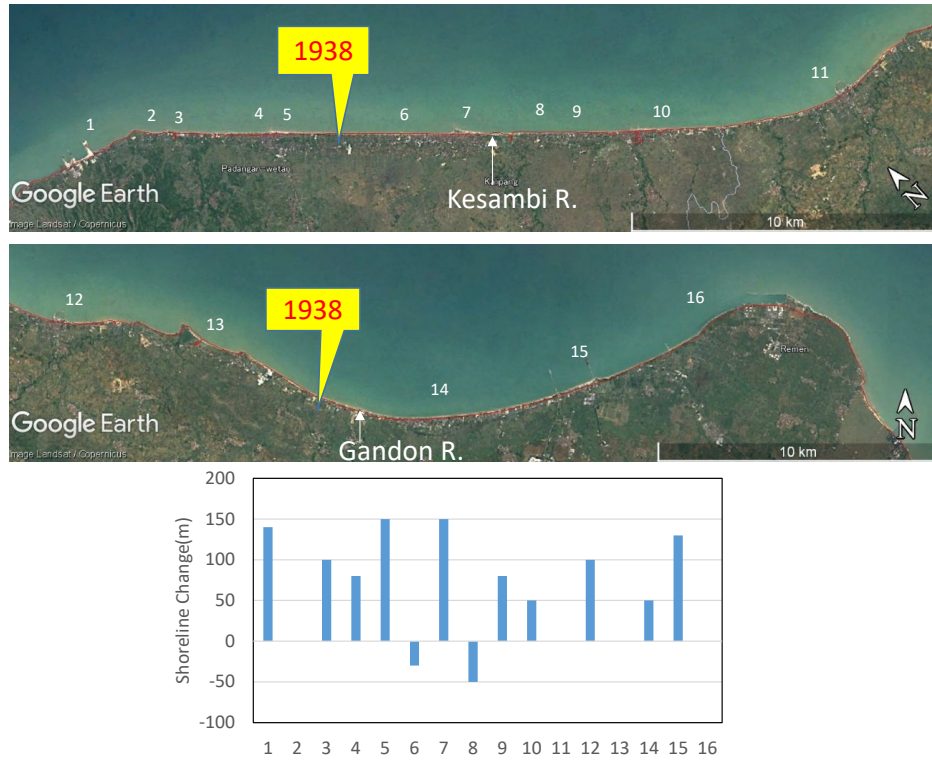 1938
1
2
3
4
5
6
7
8
9
10
11
Padangan-wetan
Kalipang
Kesambi R.
N
Google Earth
Image Landsat / Copernicus
10 km
12
13
1938
14
15
16
Remen
N
Google Earth
Image Landsat / Copernicus
Gandon R.
10 km
200
150
100
50
0
-50
-100
Shoreline Change(m)
1 2 3 4 5 6 7 8 9 10 11 12 13 14 15 16